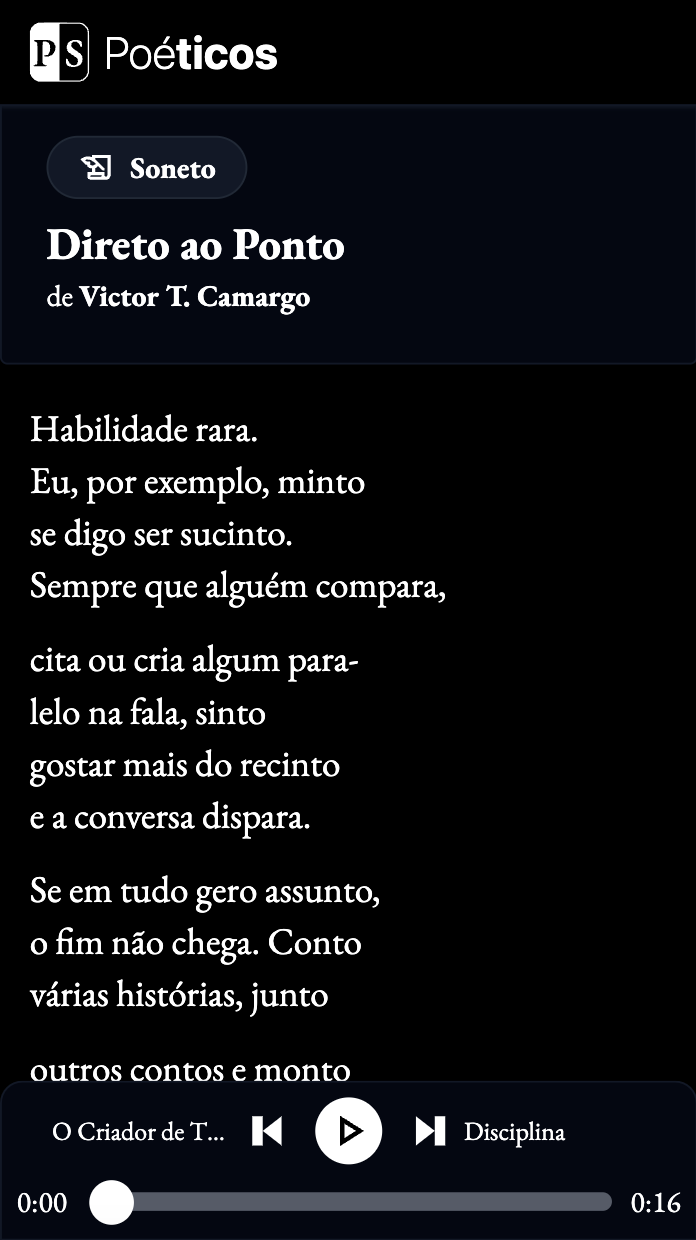 PS Poéticos
Soneto
Direto ao Ponto
de Victor T. Camargo
Habilidade rara.
Eu, por exemplo, minto
se digo ser sucinto.
Sempre que alguém compara,
cita ou cria algum para-
lelo na fala, sinto
gostar mais do recinto
e a conversa dispara.
Se em tudo gero assunto,
o fim não chega. Conto
várias histórias, junto
outros contos e monto
O Criador de T... Disciplina
0:00 0:16